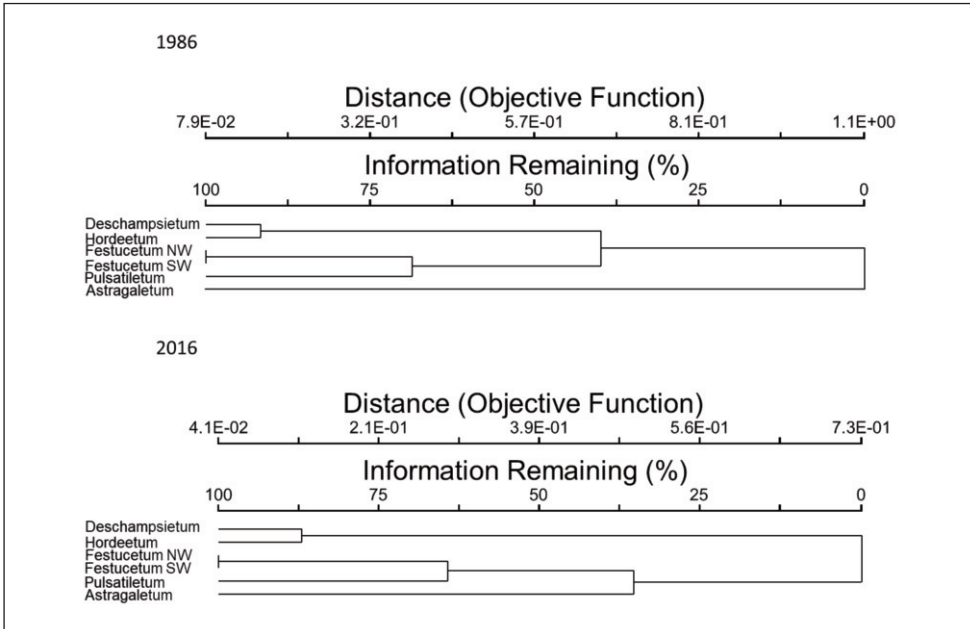 1986
Distance (Objective Function)
7.9E-02 3.2E-01 5.7E-01 8.1E-01 1.1E+00
Information Remaining (%)
100 75 50 25 0
Deschampsietum
Hordeetum
Festucetum NW
Festucetum SW
Pulsatiletum
Astragaletum
2016
Distance (Objective Function)
4.1E-02 2.1E-01 3.9E-01 5.6E-01 7.3E-01
Information Remaining (%)
100 75 50 25 0
Deschampsietum
Hordeetum
Festucetum NW
Festucetum SW
Pulsatiletum
Astragaletum